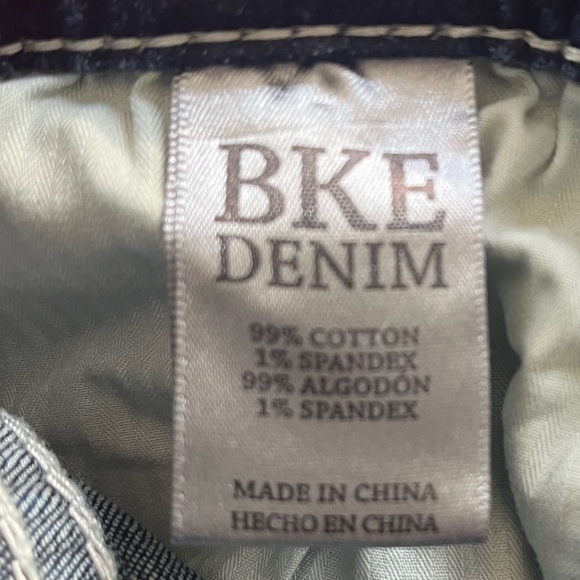 BKE
DENIM
99% COTTON
1% SPANDEX
99% ALGODÓN
1% SPANDEX
MADE IN CHINA
HECHO EN CHINA